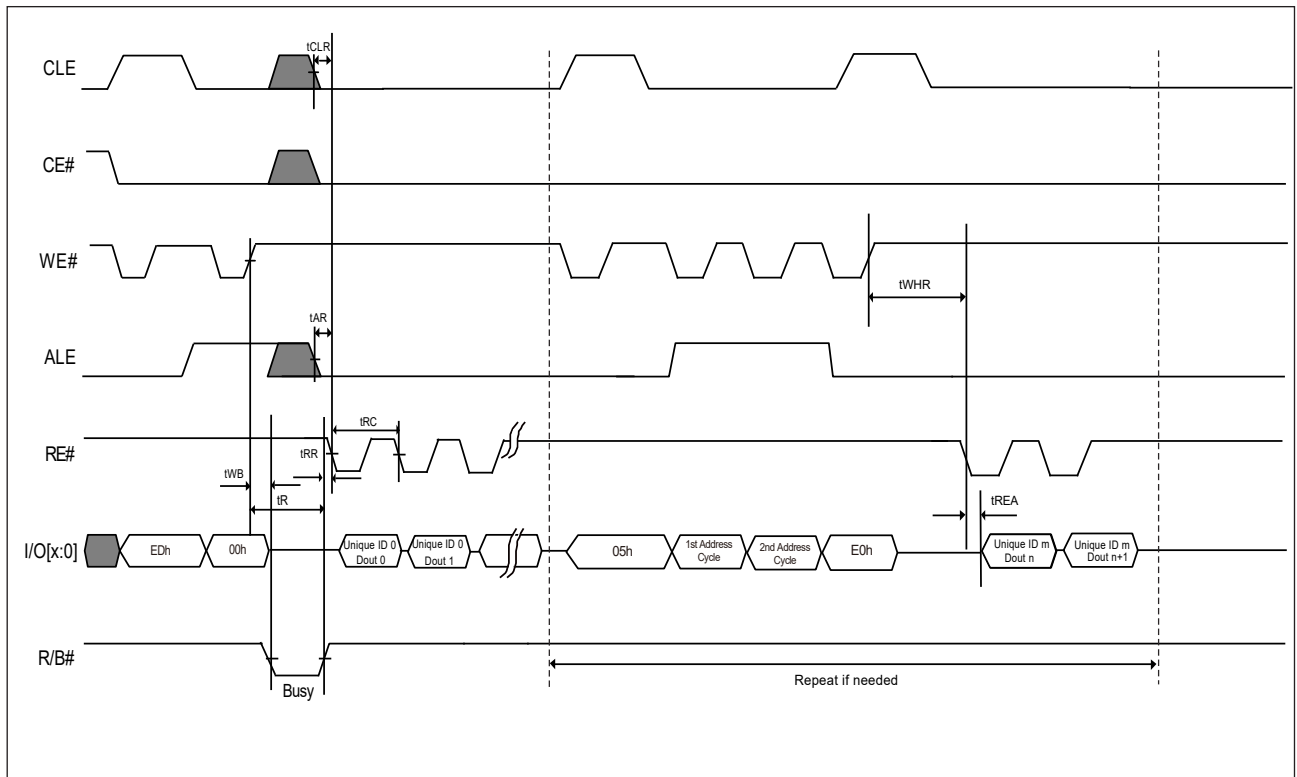 tCLR
CLE
CE#
WE#
tWHR
tAR
ALE
tRC
RE#
tRR
tWB
tR
tREA
I/O[x:0]
EDh
00h
Unique ID 0
Dout 0
Unique ID 0
Dout 1
05h
1st Address
Cycle
2nd Address
Cycle
E0h
Unique ID m
Dout n
Unique ID m
Dout n+1
R/B#
Busy
Repeat if needed